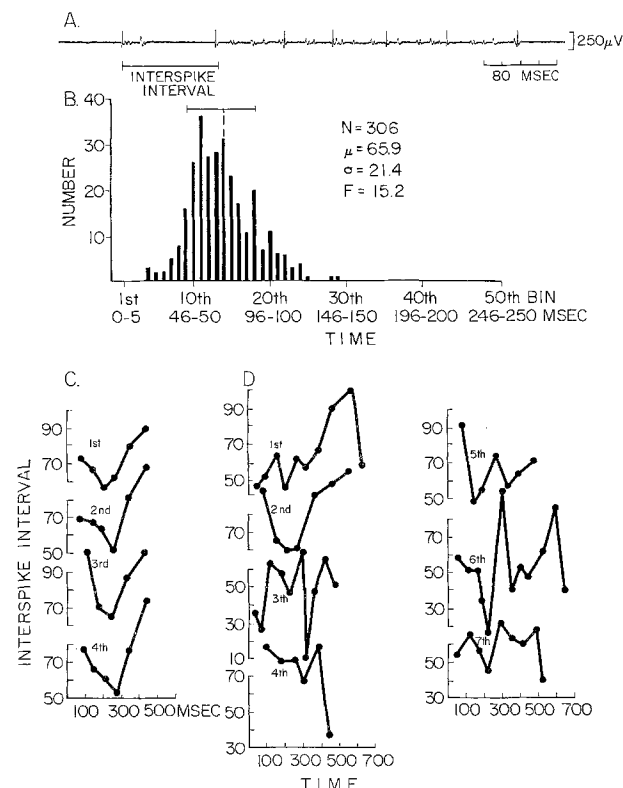 A.
250μV
INTERSPIKE
INTERVAL
80 MSEC
B.
40
30
20
10
NUMBER
N=306
μ=65.9
σ=21.4
F=15.2
1st 10th 20th 30th 40th 50th BIN
0-5 46-50 96-100 146-150 196-200 246-250 MSEC
TIME
C.
INTERSPIKE INTERVAL
90
70
50
90
70
70
50
1st
2nd
3rd
4th
100 300 500 MSEC
D
90
70
50
70
50
30
10
70
50
30
1st
2nd
3th
4th
100 300 500 700
TIME
90
70
50
70
50
30
70
50
30
5th
6th
7th
100 300 500 700